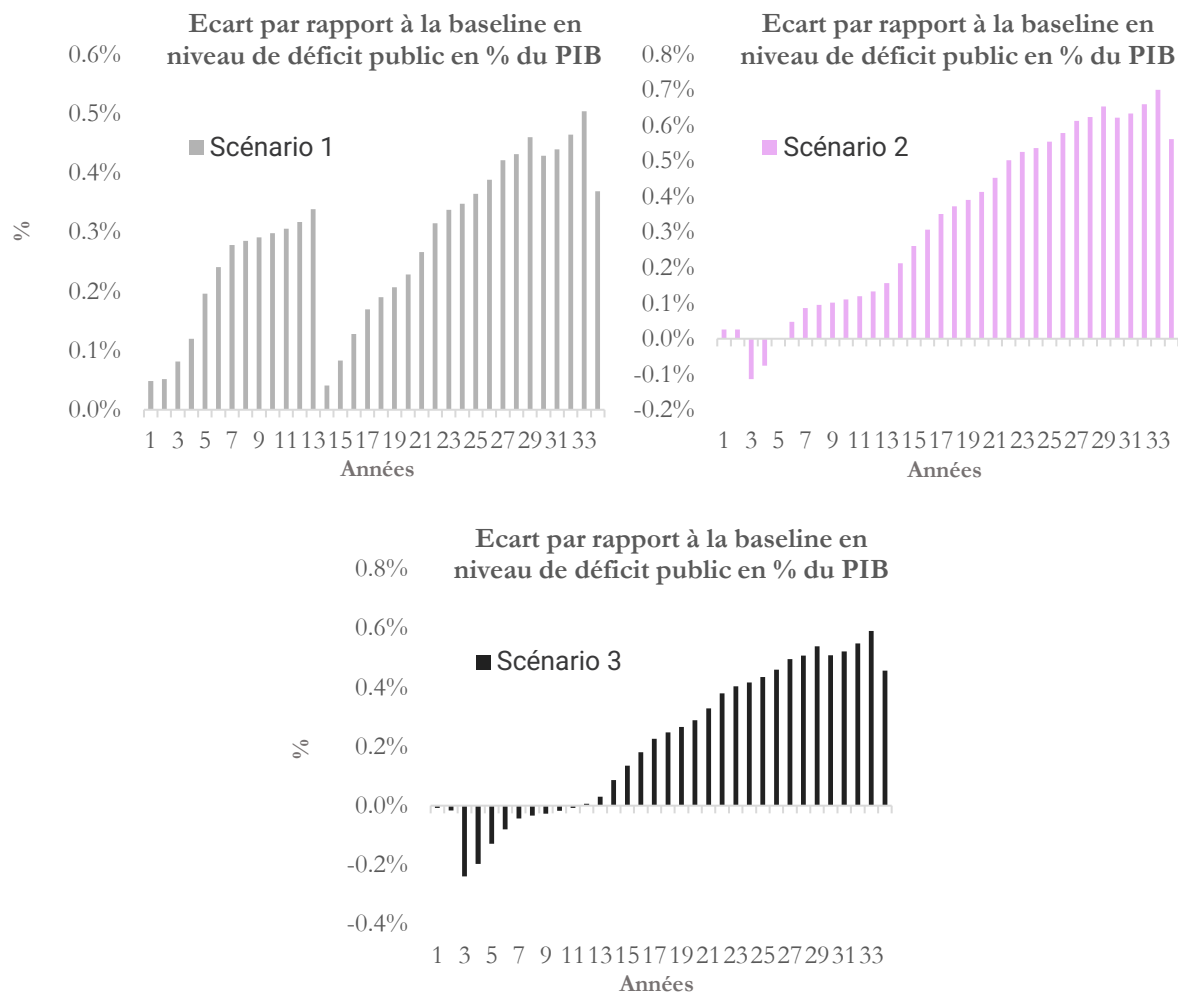 Ecart par rapport à la baseline en
niveau de déficit public en % du PIB
0.6%
0.5%
0.4%
0.3%
0.2%
0.1%
0.0%
%
Scénario 1
1 3 5 7 9 11 13 15 17 19 21 23 25 27 29 31 33
Années
Ecart par rapport à la baseline en
niveau de déficit public en % du PIB
0.8%
0.7%
0.6%
0.5%
0.4%
0.3%
0.2%
0.1%
0.0%
-0.1%
-0.2%
Scénario 2
1 3 5 7 9 11 13 15 17 19 21 23 25 27 29 31 33
Années
Ecart par rapport à la baseline en
niveau de déficit public en % du PIB
0.8%
0.6%
0.4%
0.2%
0.0%
-0.2%
-0.4%
%
Scénario 3
1 3 5 7 9 11 13 15 17 19 21 23 25 27 29 31 33
Années